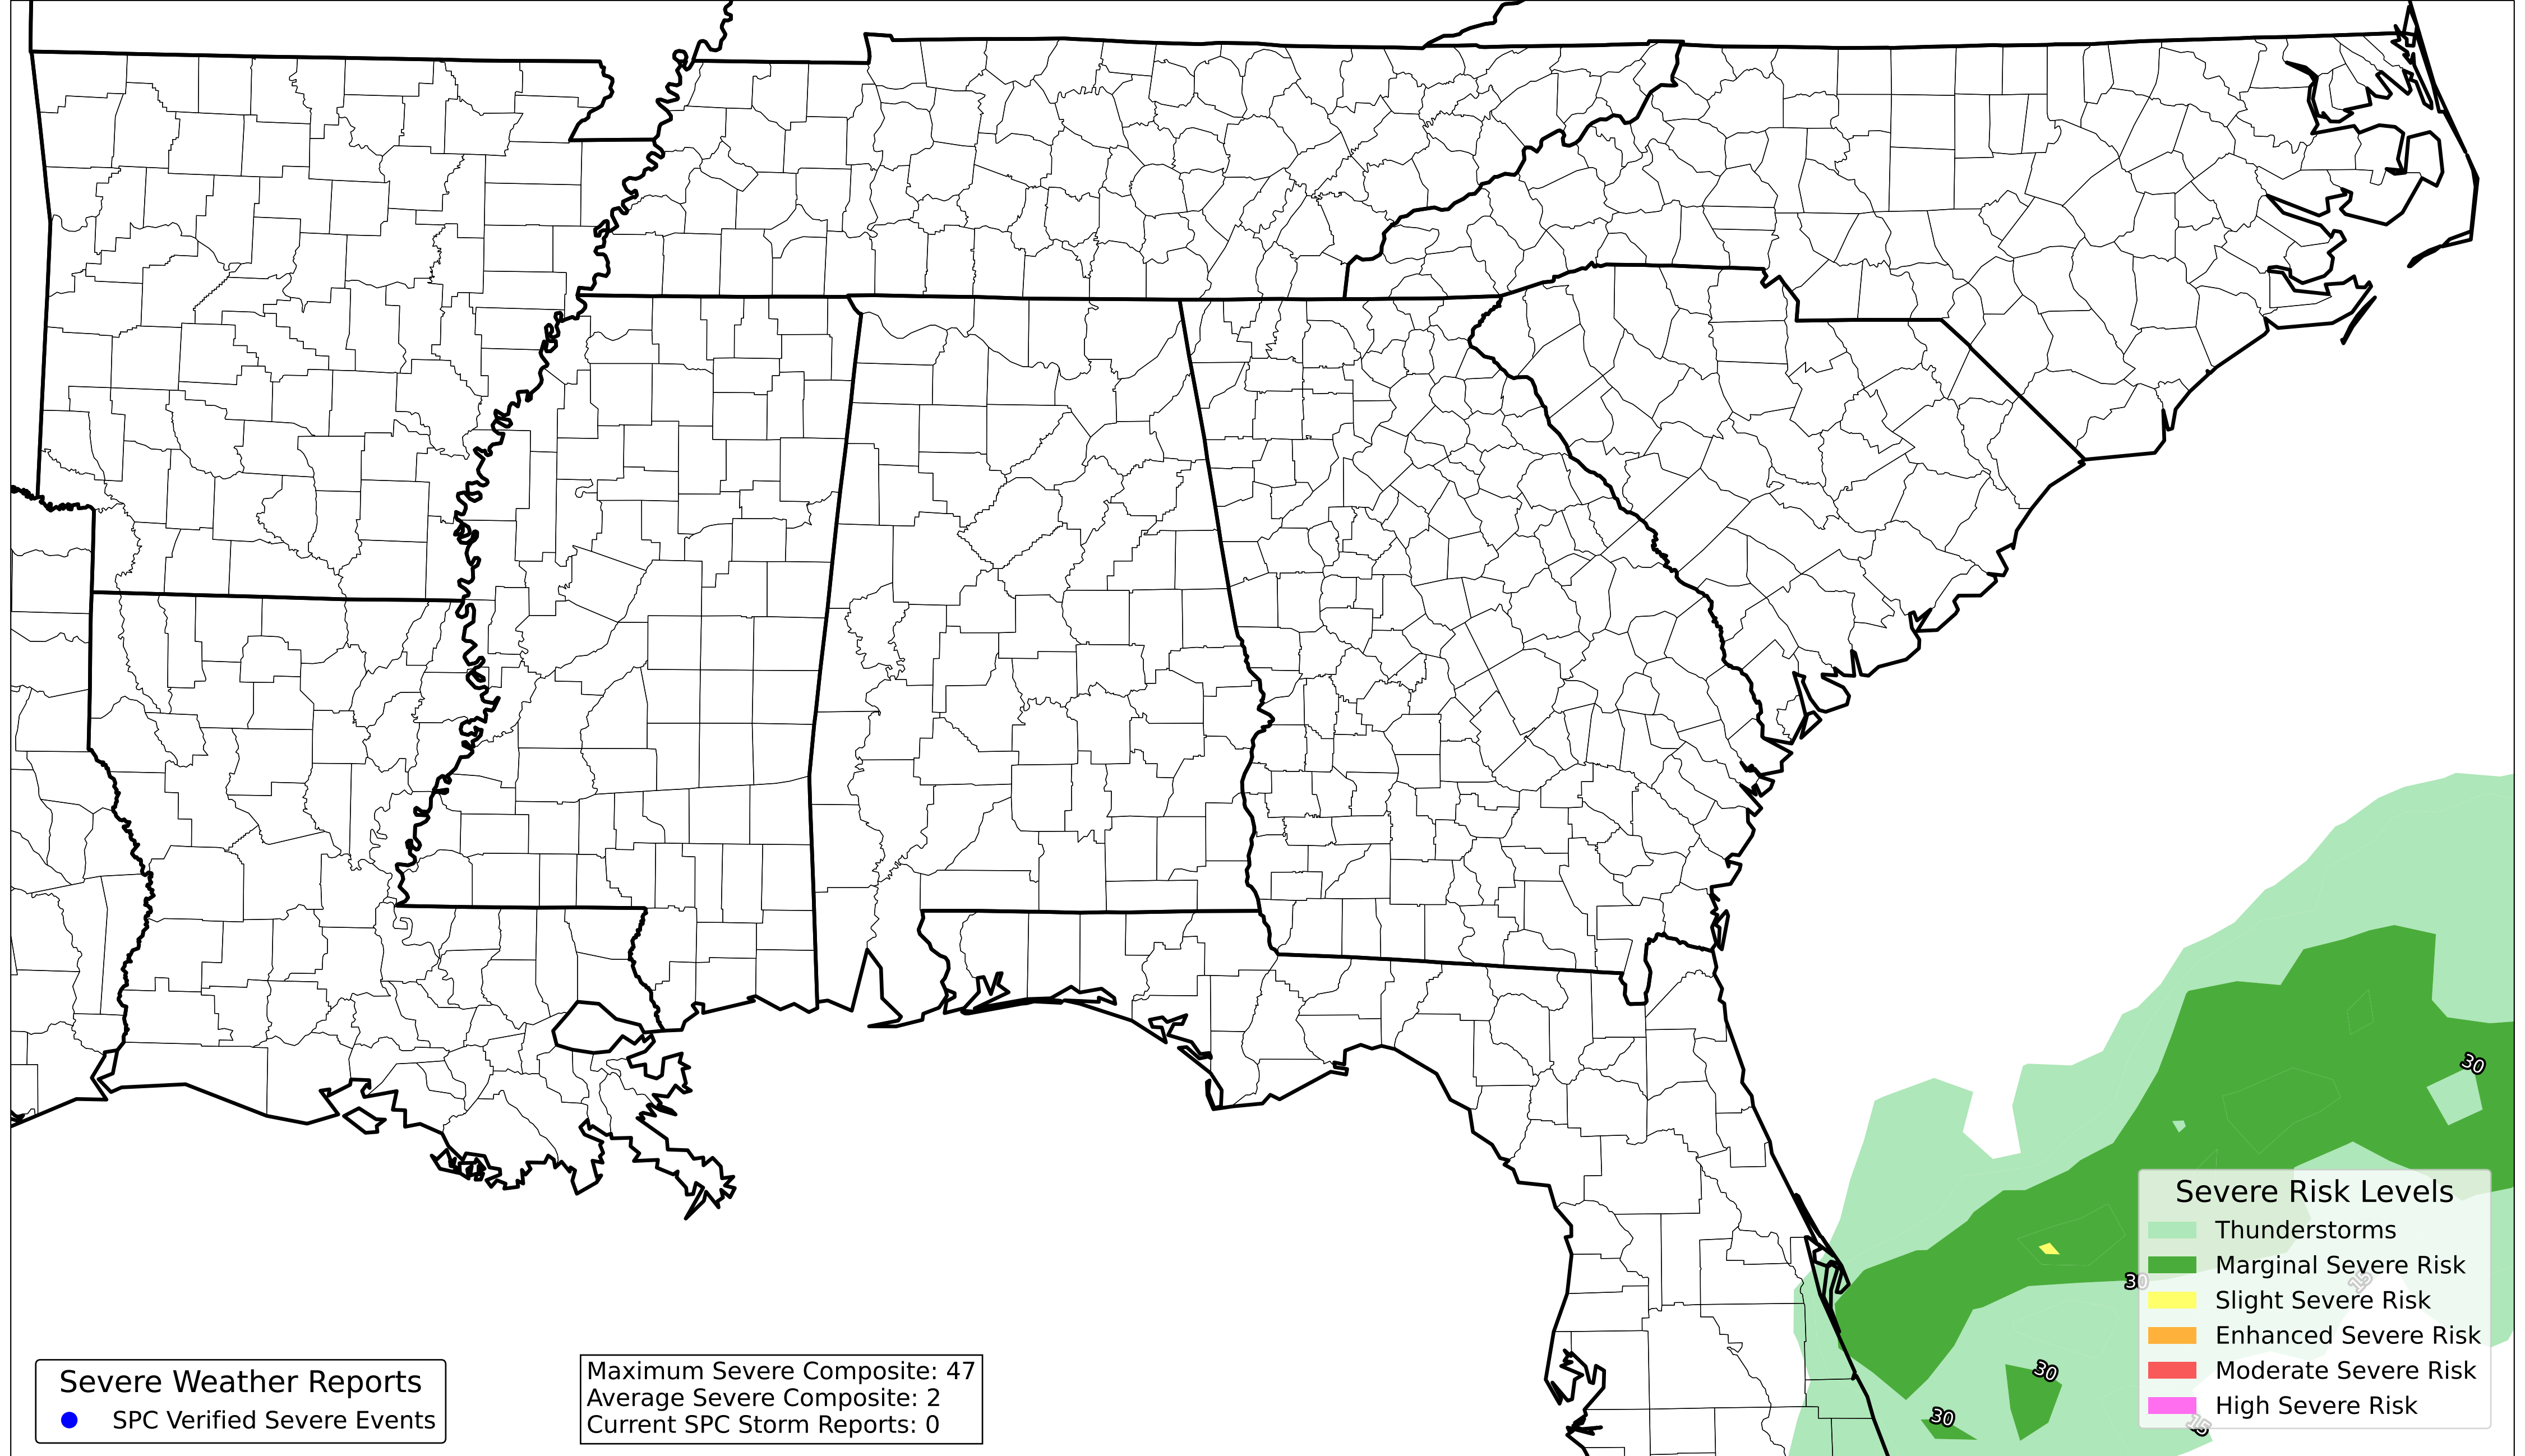 30
Severe Risk Levels
Thunderstorms
Marginal Severe Risk
30
15
Slight Severe Risk
Enhanced Severe Risk
Severe Weather Reports
SPC Verified Severe Events
Maximum Severe Composite: 47
Average Severe Composite: 2
Current SPC Storm Reports: 0
30
Moderate Severe Risk
30
High Severe Risk
15